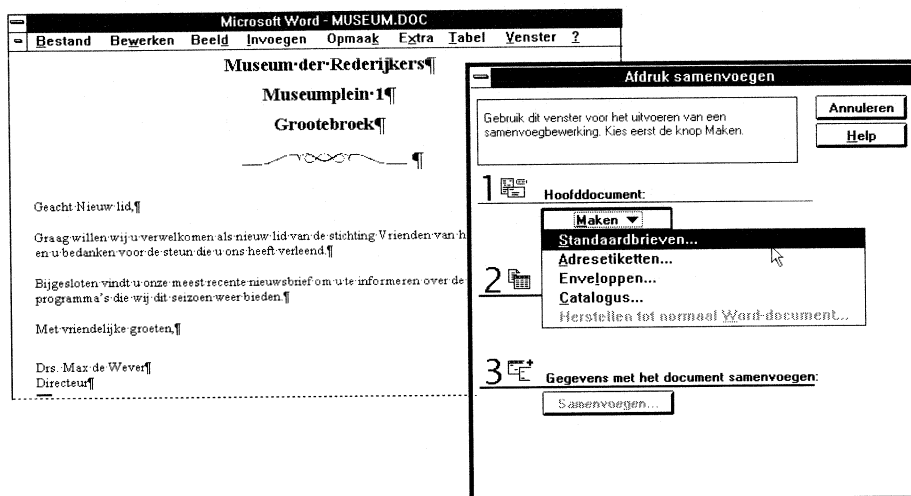 Microsoft Word - MUSEUM.DOC
Bestand Bewerken Beeld Invoegen Opmaak Extra Tabel Venster ?
Museum·der·Rederijkers¶
Museumplein·1¶
Grootebroek¶
¶
Geacht·Nieuw·lid,¶
Graag·willen·wij·u·verwelkomen·als·nieuw·lid·van·de·stichting·Vrienden·van·h
en·u·bedanken·voor·de·steun·die·u·ons·heeft·verleend.¶
Bijgesloten·vindt·u·onze·meest·recente·nieuwsbrief·om·u·te·informeren·over·de
programma's·die·wij·dit·seizoen·weer·bieden.¶
Met·vriendelijke·groeten,¶
Drs.·Max·de·Wever¶
Directeur¶
Afdruk samenvoegen
Gebruik dit venster voor het uitvoeren van een
samenvoegbewerking. Kies eerst de knop Maken.
Annuleren
Help
1 Hoofddocument:
Maken ▼
Standaardbrieven...
Adresetiketten...
Enveloppen...
Catalogus...
Herstellen tot normaal Word-document...
2
3 Gegevens met het document samenvoegen:
Samenvoegen...